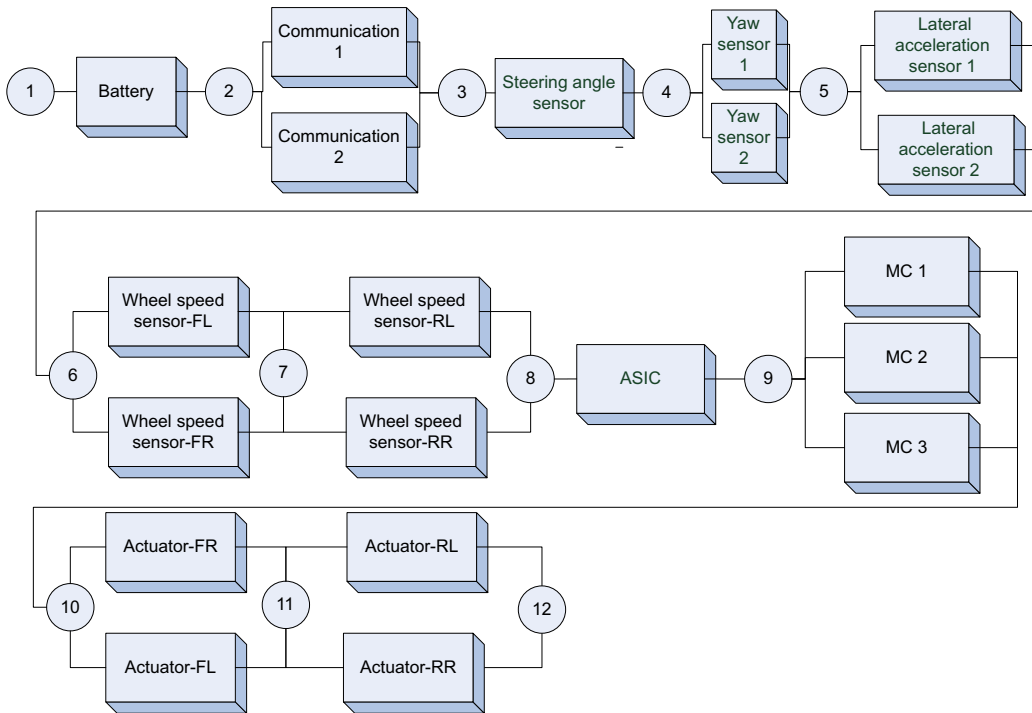 1
Battery
2
Communication
1
Communication
2
3
Steering angle
sensor
4
Yaw
sensor
1
Yaw
sensor
2
5
Lateral
acceleration
sensor 1
Lateral
acceleration
sensor 2
6
Wheel speed
sensor-FL
Wheel speed
sensor-FR
7
Wheel speed
sensor-RL
Wheel speed
sensor-RR
8
ASIC
9
MC 1
MC 2
MC 3
10
Actuator-FR
Actuator-FL
11
Actuator-RL
Actuator-RR
12